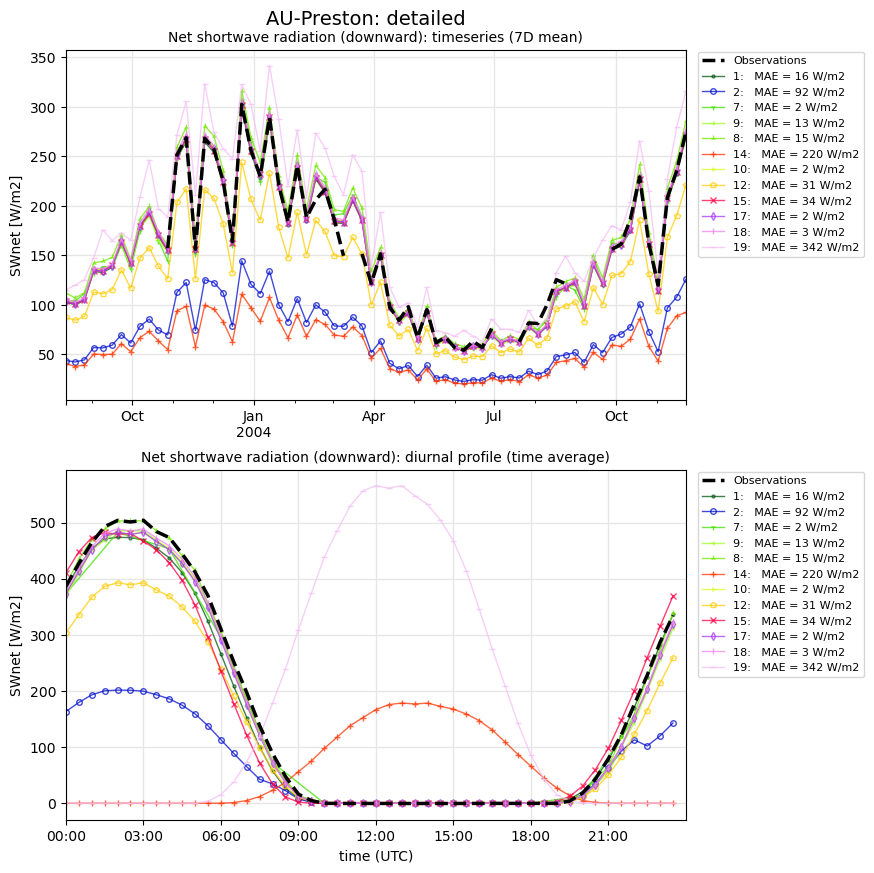 AU-Preston: detailed
Net shortwave radiation (downward): timeseries (7D mean)
350
300
250
200
150
100
50
SWnet [W/m2]
Oct
Jan
2004
Apr
Jul
Oct
Observations
1: MAE = 16 W/m2
2: MAE = 92 W/m2
7: MAE = 2 W/m2
9: MAE = 13 W/m2
8: MAE = 15 W/m2
14: MAE = 220 W/m2
10: MAE = 2 W/m2
12: MAE = 31 W/m2
15: MAE = 34 W/m2
17: MAE = 2 W/m2
18: MAE = 3 W/m2
19: MAE = 342 W/m2
Net shortwave radiation (downward): diurnal profile (time average)
500
400
300
200
100
0
SWnet [W/m2]
00:00
03:00
06:00
09:00
12:00
15:00
18:00
21:00
time (UTC)
Observations
1: MAE = 16 W/m2
2: MAE = 92 W/m2
7: MAE = 2 W/m2
9: MAE = 13 W/m2
8: MAE = 15 W/m2
14: MAE = 220 W/m2
10: MAE = 2 W/m2
12: MAE = 31 W/m2
15: MAE = 34 W/m2
17: MAE = 2 W/m2
18: MAE = 3 W/m2
19: MAE = 342 W/m2